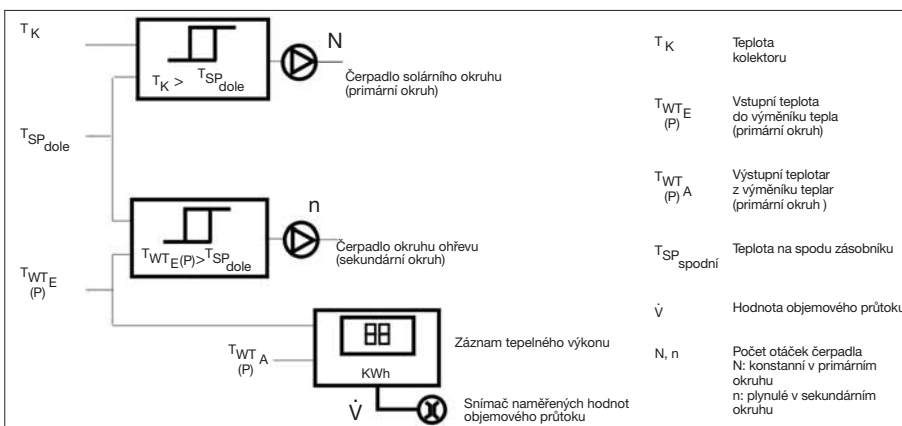 T K
T K > T SP dole
N
Čerpadlo solárního okruhu
(primární okruh)
T SP dole
T WT E (P) > T SP dole
n
Čerpadlo okruhu ohřevu
(sekundární okruh)
T WT E
(P)
T WT A
(P)
KWh
Záznam tepelného výkonu
V̇
Snímač naměřených hodnot
objemového průtoku
T K
Teplota
kolektoru
T WT E
(P)
Vstupní teplota
do výměníku tepla
(primární okruh)
T WT
(P) A
Výstupní teplotar
z výměníku teplar
(primární okruh )
T SP spodní
Teplota na spodu zásobníku
V̇
Hodnota objemového průtoku
N, n
Počet otáček čerpadla
N: konstanní v primárním
okruhu
n: plynulé v sekundárním
okruhu